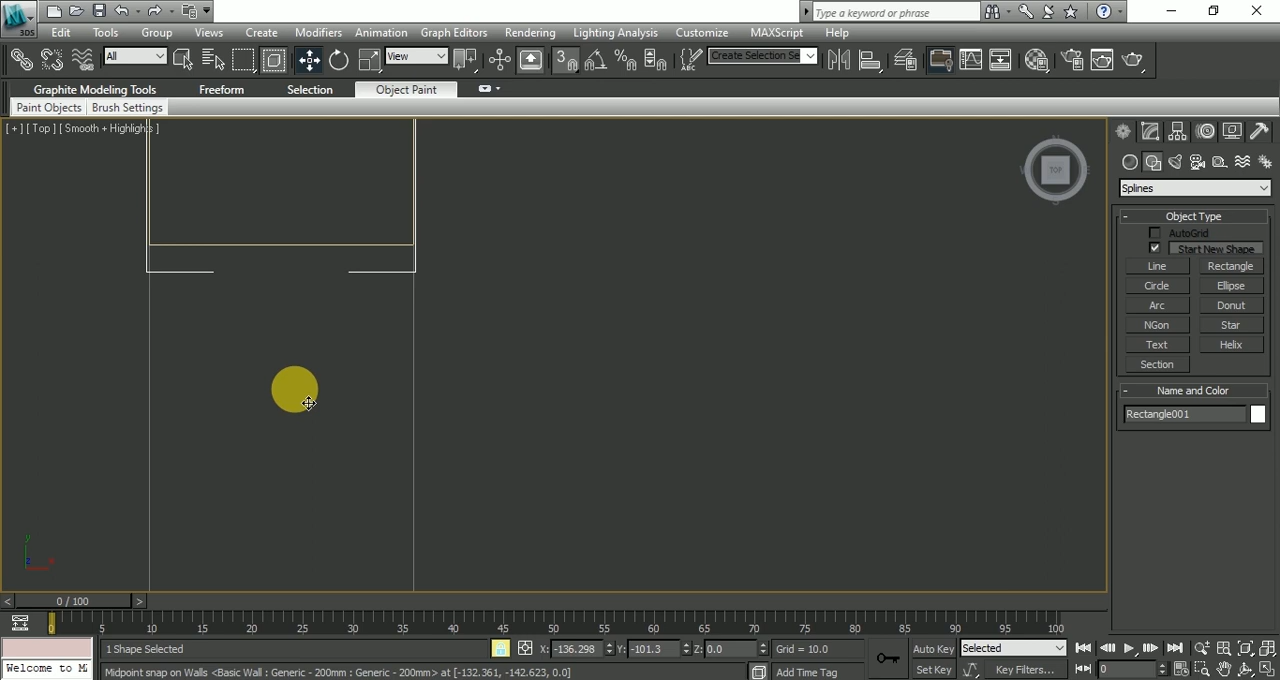 Type a keyword or phrase
3DS
Edit Tools Group Views Create Modifiers Animation Graph Editors Rendering Lighting Analysis Customize MAXScript Help
All View 3 Create Selection Se
Graphite Modeling Tools Freeform Selection Object Paint
Paint Objects Brush Settings
[ + ] [ Top ] [ Smooth + Highlights ]
TOP
Splines
- Object Type
AutoGrid
Start New Shape
Line Rectangle
Circle Ellipse
Arc Donut
NGon Star
Text Helix
Section
- Name and Color
Rectangle001
y
x
< 0 / 100 >
0 5 10 15 20 25 30 35 40 45 50 55 60 65 70 75 80 85 90 95 100
1 Shape Selected X: -136.298 Y: -101.3 Z: 0.0 Grid = 10.0 Auto Key Selected
Welcome to M Midpoint snap on Walls <Basic Wall : Generic - 200mm : Generic - 200mm> at [-132.361, -142.623, 0.0] Add Time Tag Set Key Key Filters... 0